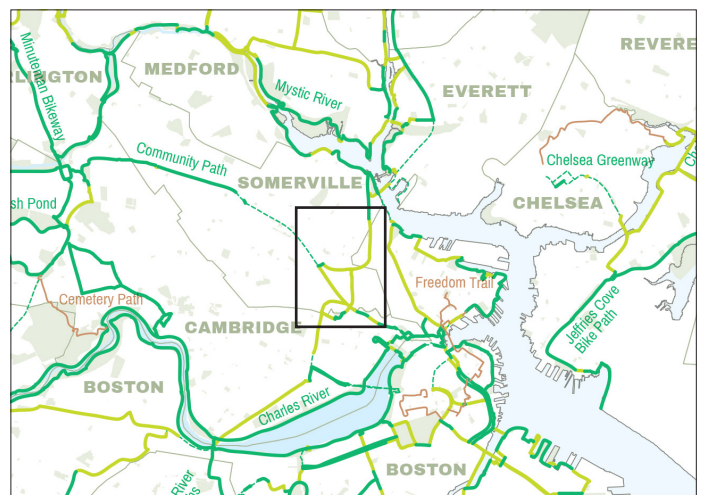 REVERE
MEDFORD
RLINGTON
Minuteman Bikeway
Mystic River
EVERETT
Community Path
Chelsea Greenway
Ch
SOMERVILLE
sh Pond
CHELSEA
Freedom Trail
Cemetery Path
CAMBRIDGE
Jeffries Cove
Bike Path
BOSTON
Charles River
BOSTON
River